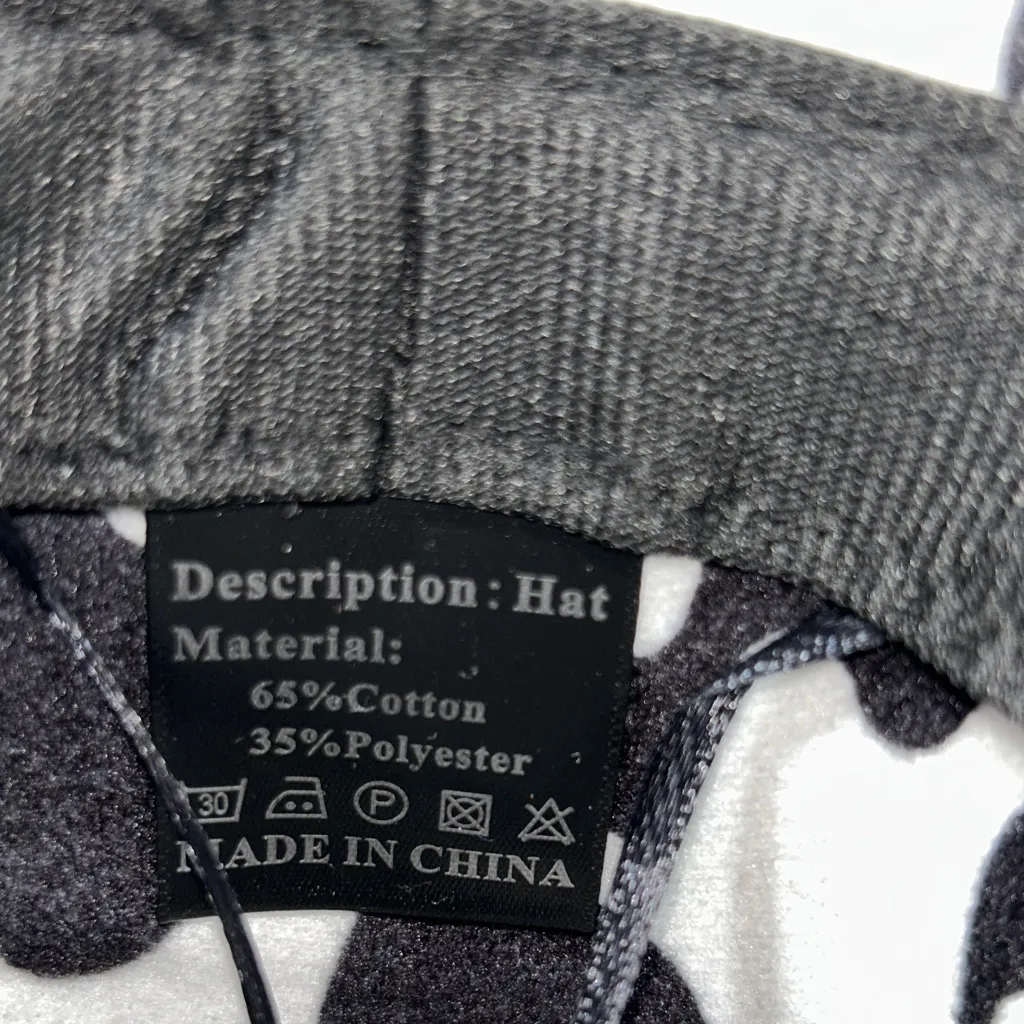 Description: Hat
Material:
65%Cotton
35%Polyester
30 P
MADE IN CHINA